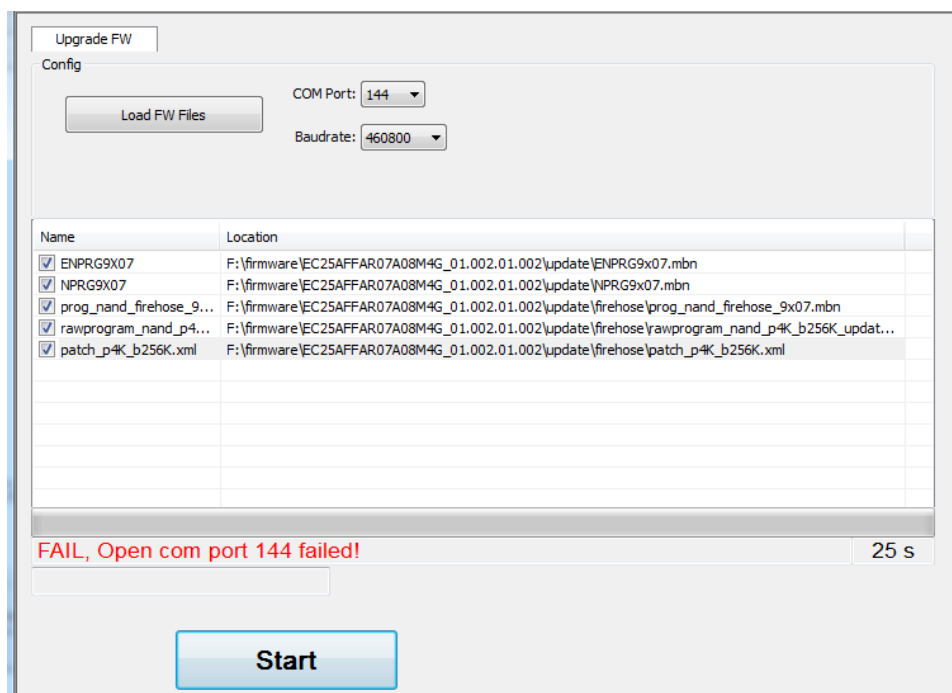 Upgrade FW
Config
Load FW Files
COM Port: 144
Baudrate: 460800
Name Location
ENPRG9X07 F:\firmware\EC25AFFAR07A08M4G_01.002.01.002\update\ENPRG9x07.mbn
NPRG9X07 F:\firmware\EC25AFFAR07A08M4G_01.002.01.002\update\NPRG9x07.mbn
prog_nand_firehose_9... F:\firmware\EC25AFFAR07A08M4G_01.002.01.002\update\firehose\prog_nand_firehose_9x07.mbn
rawprogram_nand_p4... F:\firmware\EC25AFFAR07A08M4G_01.002.01.002\update\firehose\rawprogram_nand_p4K_b256K_updat...
patch_p4K_b256K.xml F:\firmware\EC25AFFAR07A08M4G_01.002.01.002\update\firehose\patch_p4K_b256K.xml
FAIL, Open com port 144 failed! 25 s
Start